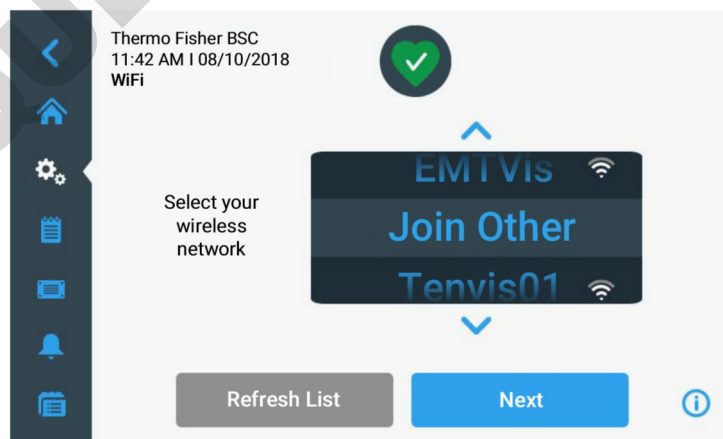 Thermo Fisher BSC
11:42 AM I 08/10/2018
WiFi
Select your
wireless
network
EMTVis
Join Other
Tenvis01
Refresh List
Next